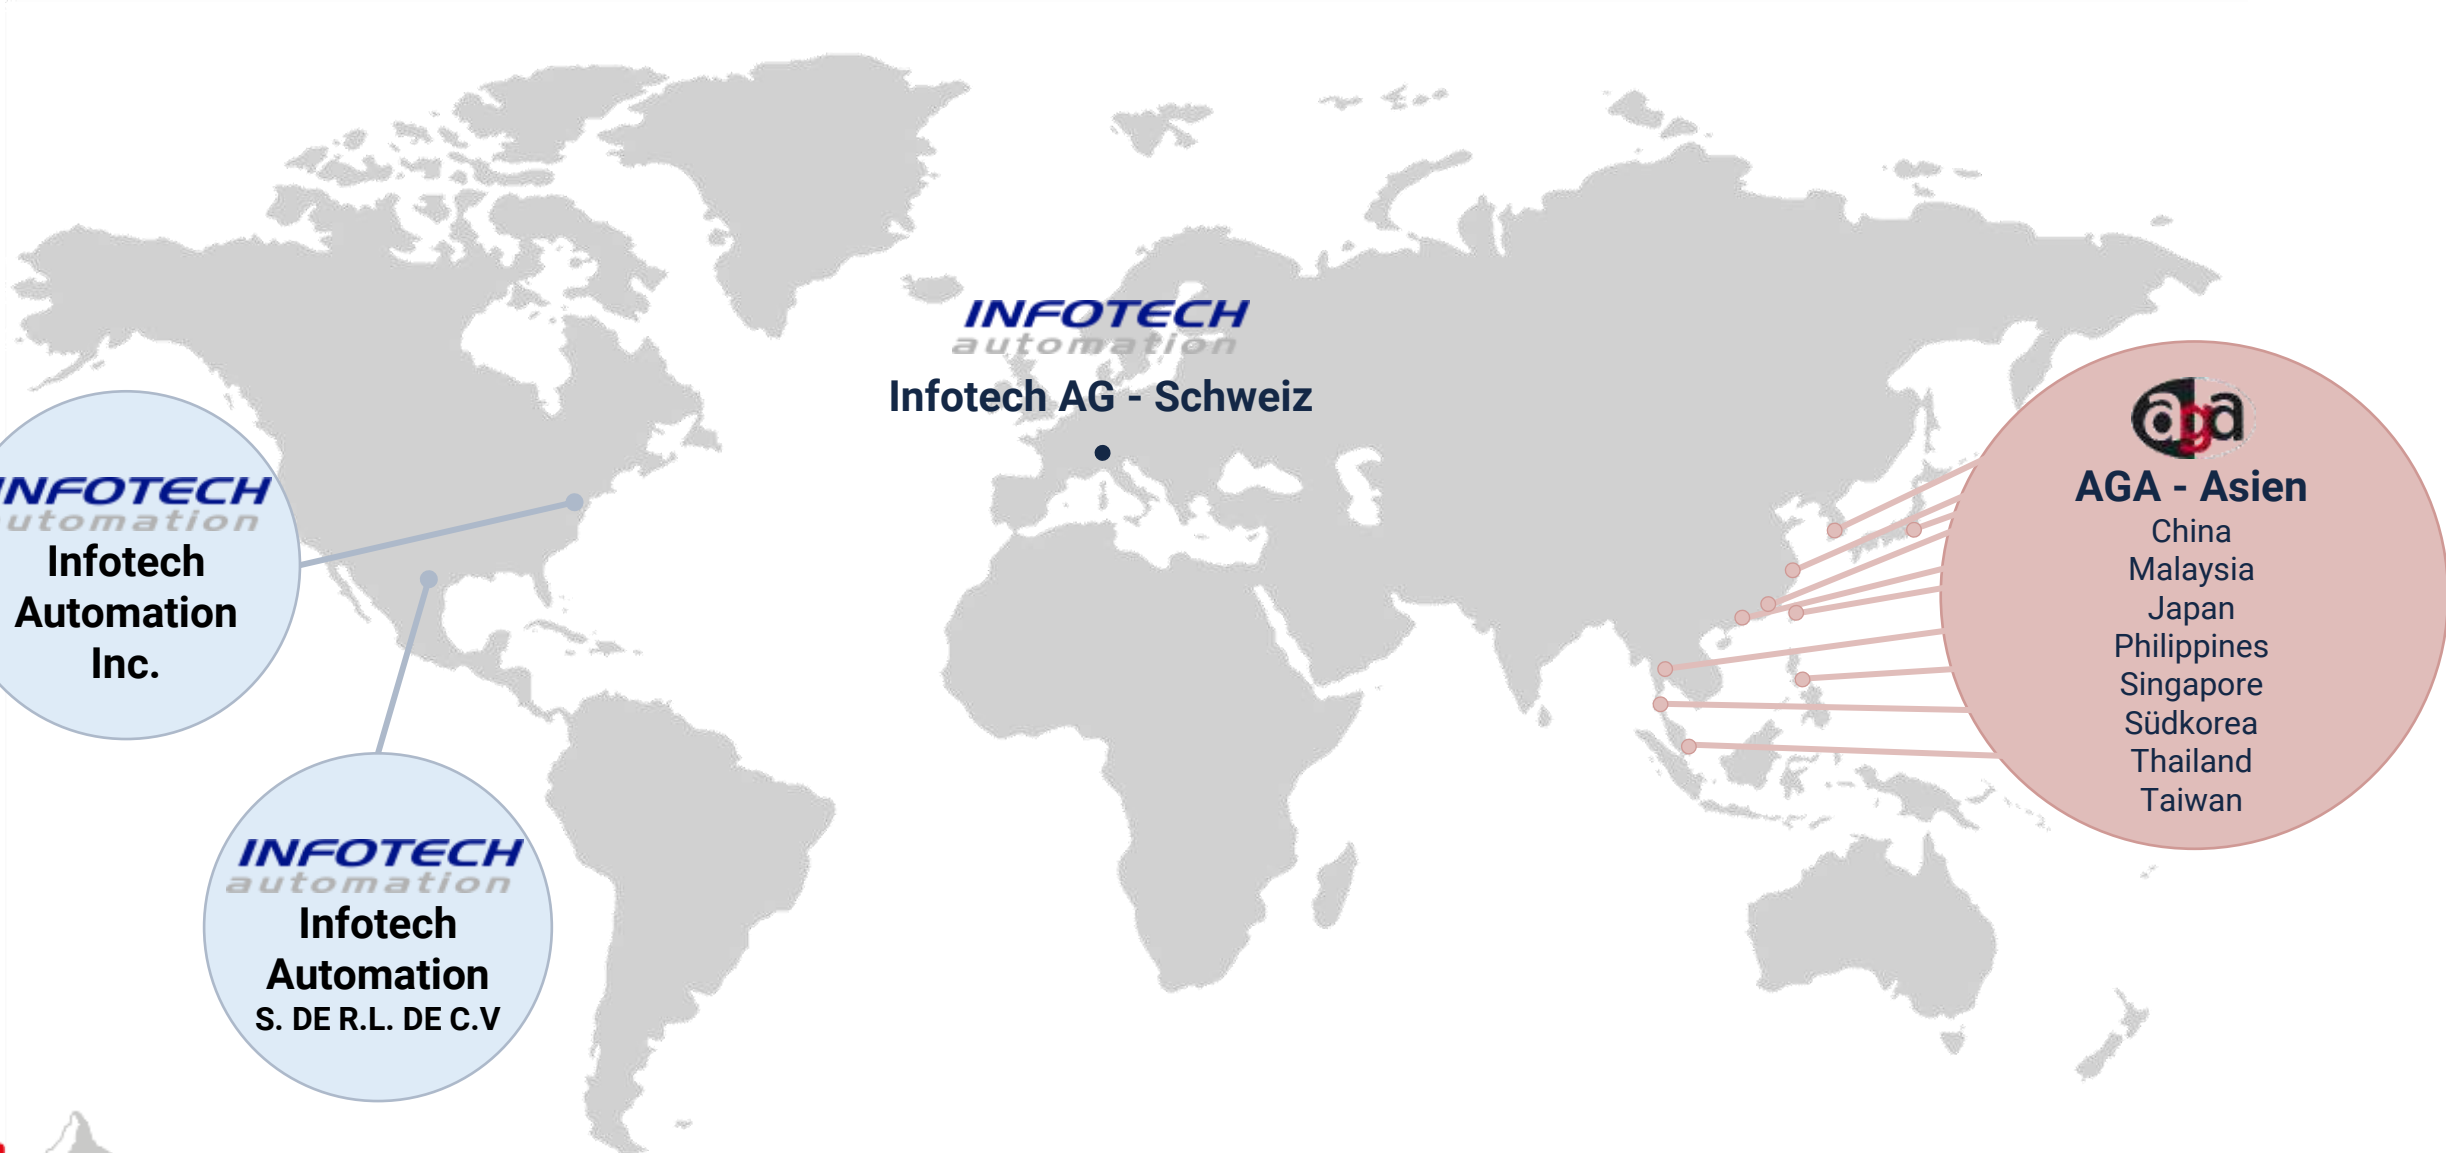 INFOTECH
automation
Infotech AG - Schweiz
NFOTECH
utomation
Infotech
Automation
Inc.
INFOTECH
automation
Infotech
Automation
S. DE R.L. DE C.V
aga
AGA - Asien
China
Malaysia
Japan
Philippines
Singapore
Südkorea
Thailand
Taiwan